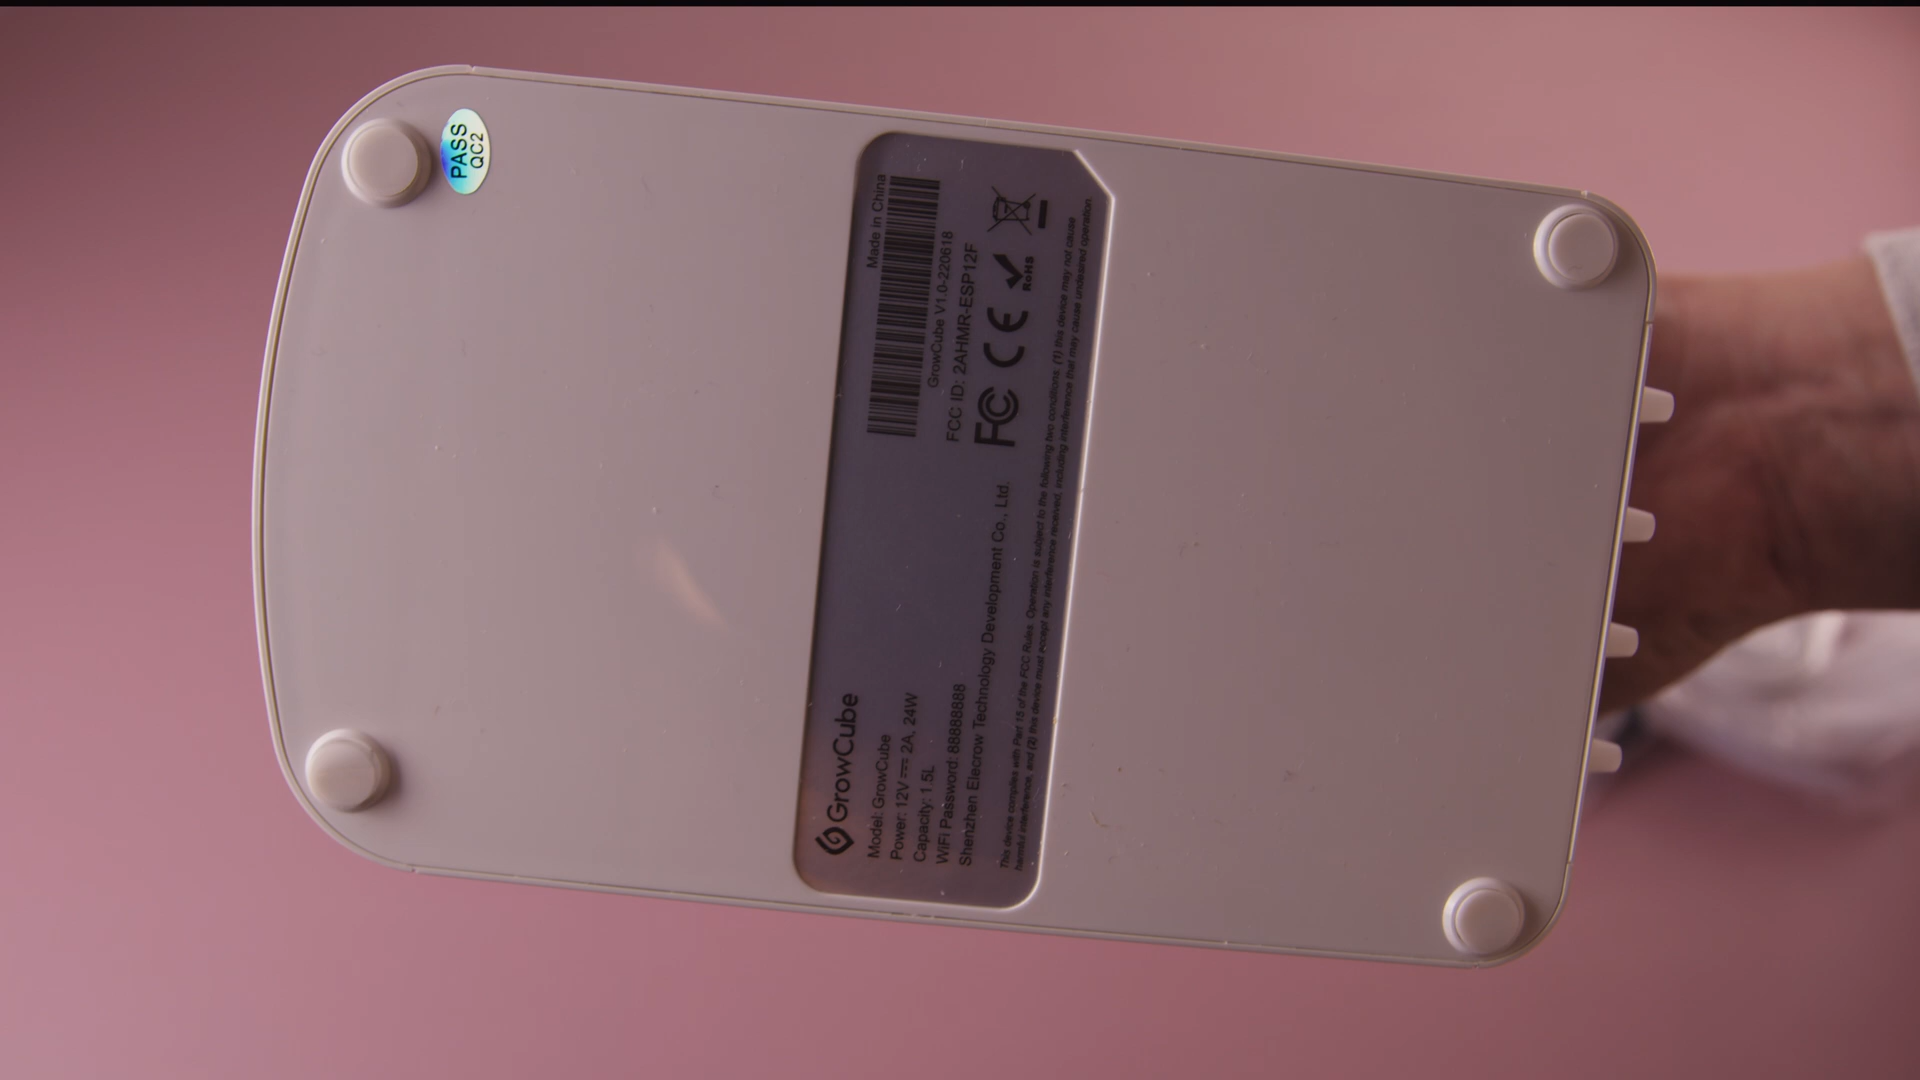 PASS
QC2
GrowCube
Model: GrowCube
Power: 12V 2A, 24W
Capacity: 1.5L
WiFi Password: 88888888
Shenzhen Elecrow Technology Development Co., Ltd.
Made in China
GrowCube V1.0-220618
FCC ID: 2AHMR-ESP12F
FC CE RoHS
This device complies with Part 15 of the FCC Rules. Operation is subject to the following two conditions. (1) this device may not cause
harmful interference, and (2) this device must accept any interference received, including interference that may cause undesired operation.